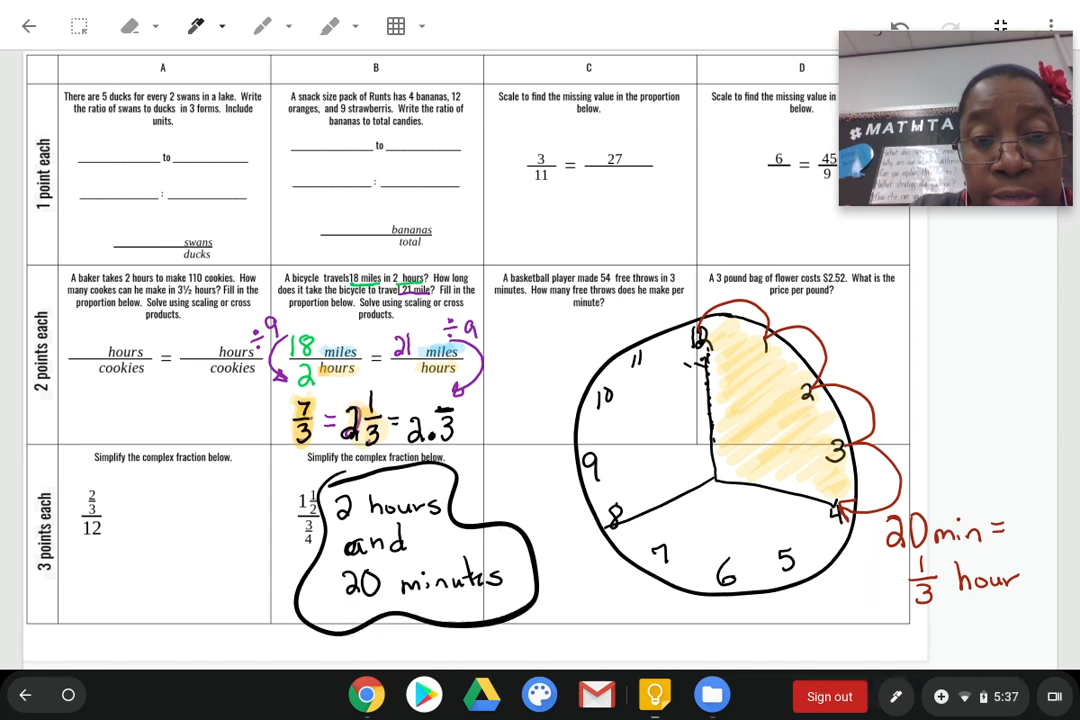 A
B
C
D
1 point each
There are 5 ducks for every 2 swans in a lake. Write
the ratio of swans to ducks in 3 forms. Include
units.
to
:
swans
ducks
A snack size pack of Runts has 4 bananas, 12
oranges, and 9 strawberris. Write the ratio of
bananas to total candies.
to
:
bananas
total
Scale to find the missing value in the proportion
below.
3 = 27
11
Scale to find the missing value in
below.
6 = 45
9
#MATHTA
2 points each
A baker takes 2 hours to make 110 cookies. How
many cookes can he make in 3½ hours? Fill in the
proportion below. Solve using scaling or cross
products.
hours = hours
cookies cookies
A bicycle travels18 miles in 2 hours? How long
does it take the bicycle to travel 21 mile? Fill in the
proportion below. Solve using scaling or cross
products.
÷9 ÷9
18 miles = 21 miles
2 hours hours
7/3 = 2 1/3 = 2.3̅
A basketball player made 54 free throws in 3
minutes. How many free throws does he make per
minute?
A 3 pound bag of flower costs $2.52. What is the
price per pound?
12
1
2
3
4
5
6
7
8
9
10
11
20 min =
1/3 hour
3 points each
Simplify the complex fraction below.
2
3
12
Simplify the complex fraction below.
1 1
2
3
4
2 hours
and
20 minutes
Sign out
5:37